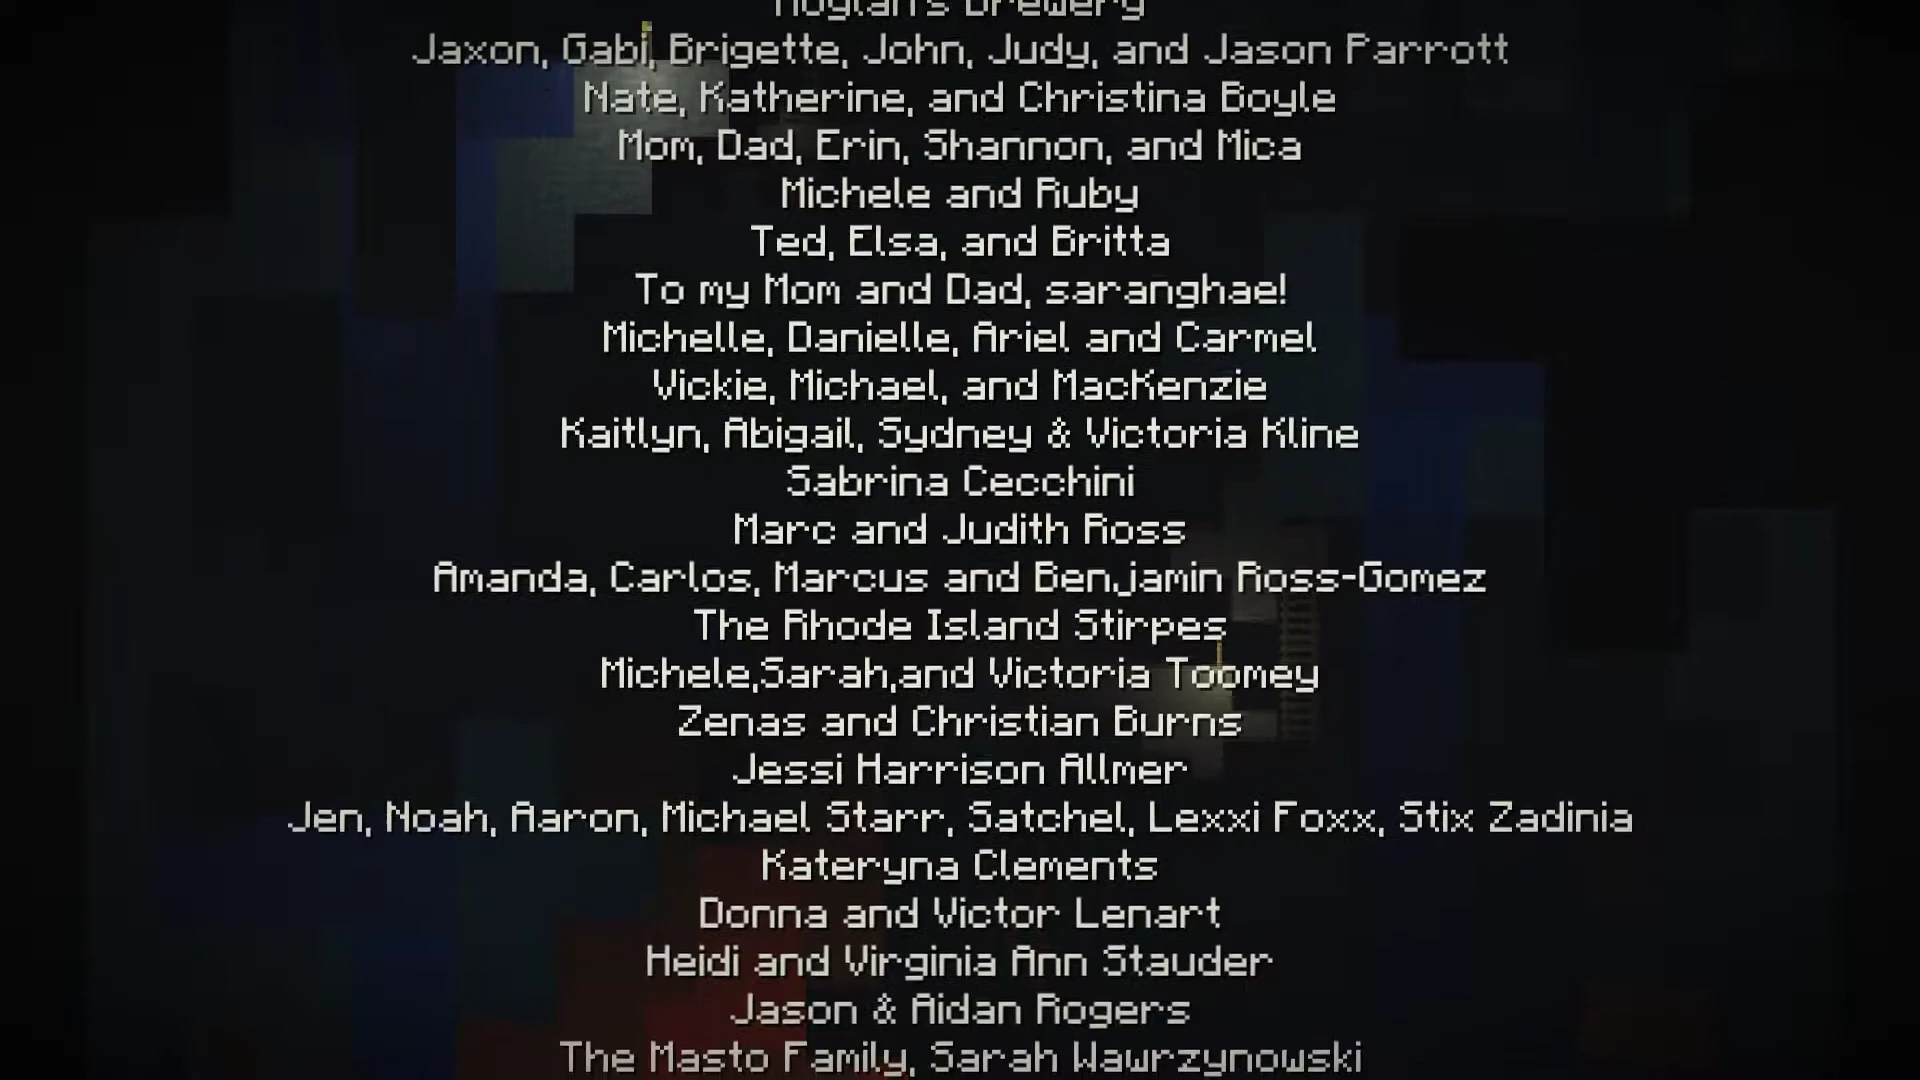 Moylan's Brewery
Jaxon, Gabi, Brigette, John, Judy, and Jason Parrott
Nate, Katherine, and Christina Boyle
Mom, Dad, Erin, Shannon, and Mica
Michele and Ruby
Ted, Elsa, and Britta
To my Mom and Dad, saranghae!
Michelle, Danielle, Ariel and Carmel
Vickie, Michael, and MacKenzie
Kaitlyn, Abigail, Sydney & Victoria Kline
Sabrina Cecchini
Marc and Judith Ross
Amanda, Carlos, Marcus and Benjamin Ross-Gomez
The Rhode Island Stirpes
Michele,Sarah,and Victoria Toomey
Zenas and Christian Burns
Jessi Harrison Allmer
Jen, Noah, Aaron, Michael Starr, Satchel, Lexxi Foxx, Stix Zadinia
Kateryna Clements
Donna and Victor Lenart
Heidi and Virginia Ann Stauder
Jason & Aidan Rogers
The Masto Family, Sarah Wawrzynowski